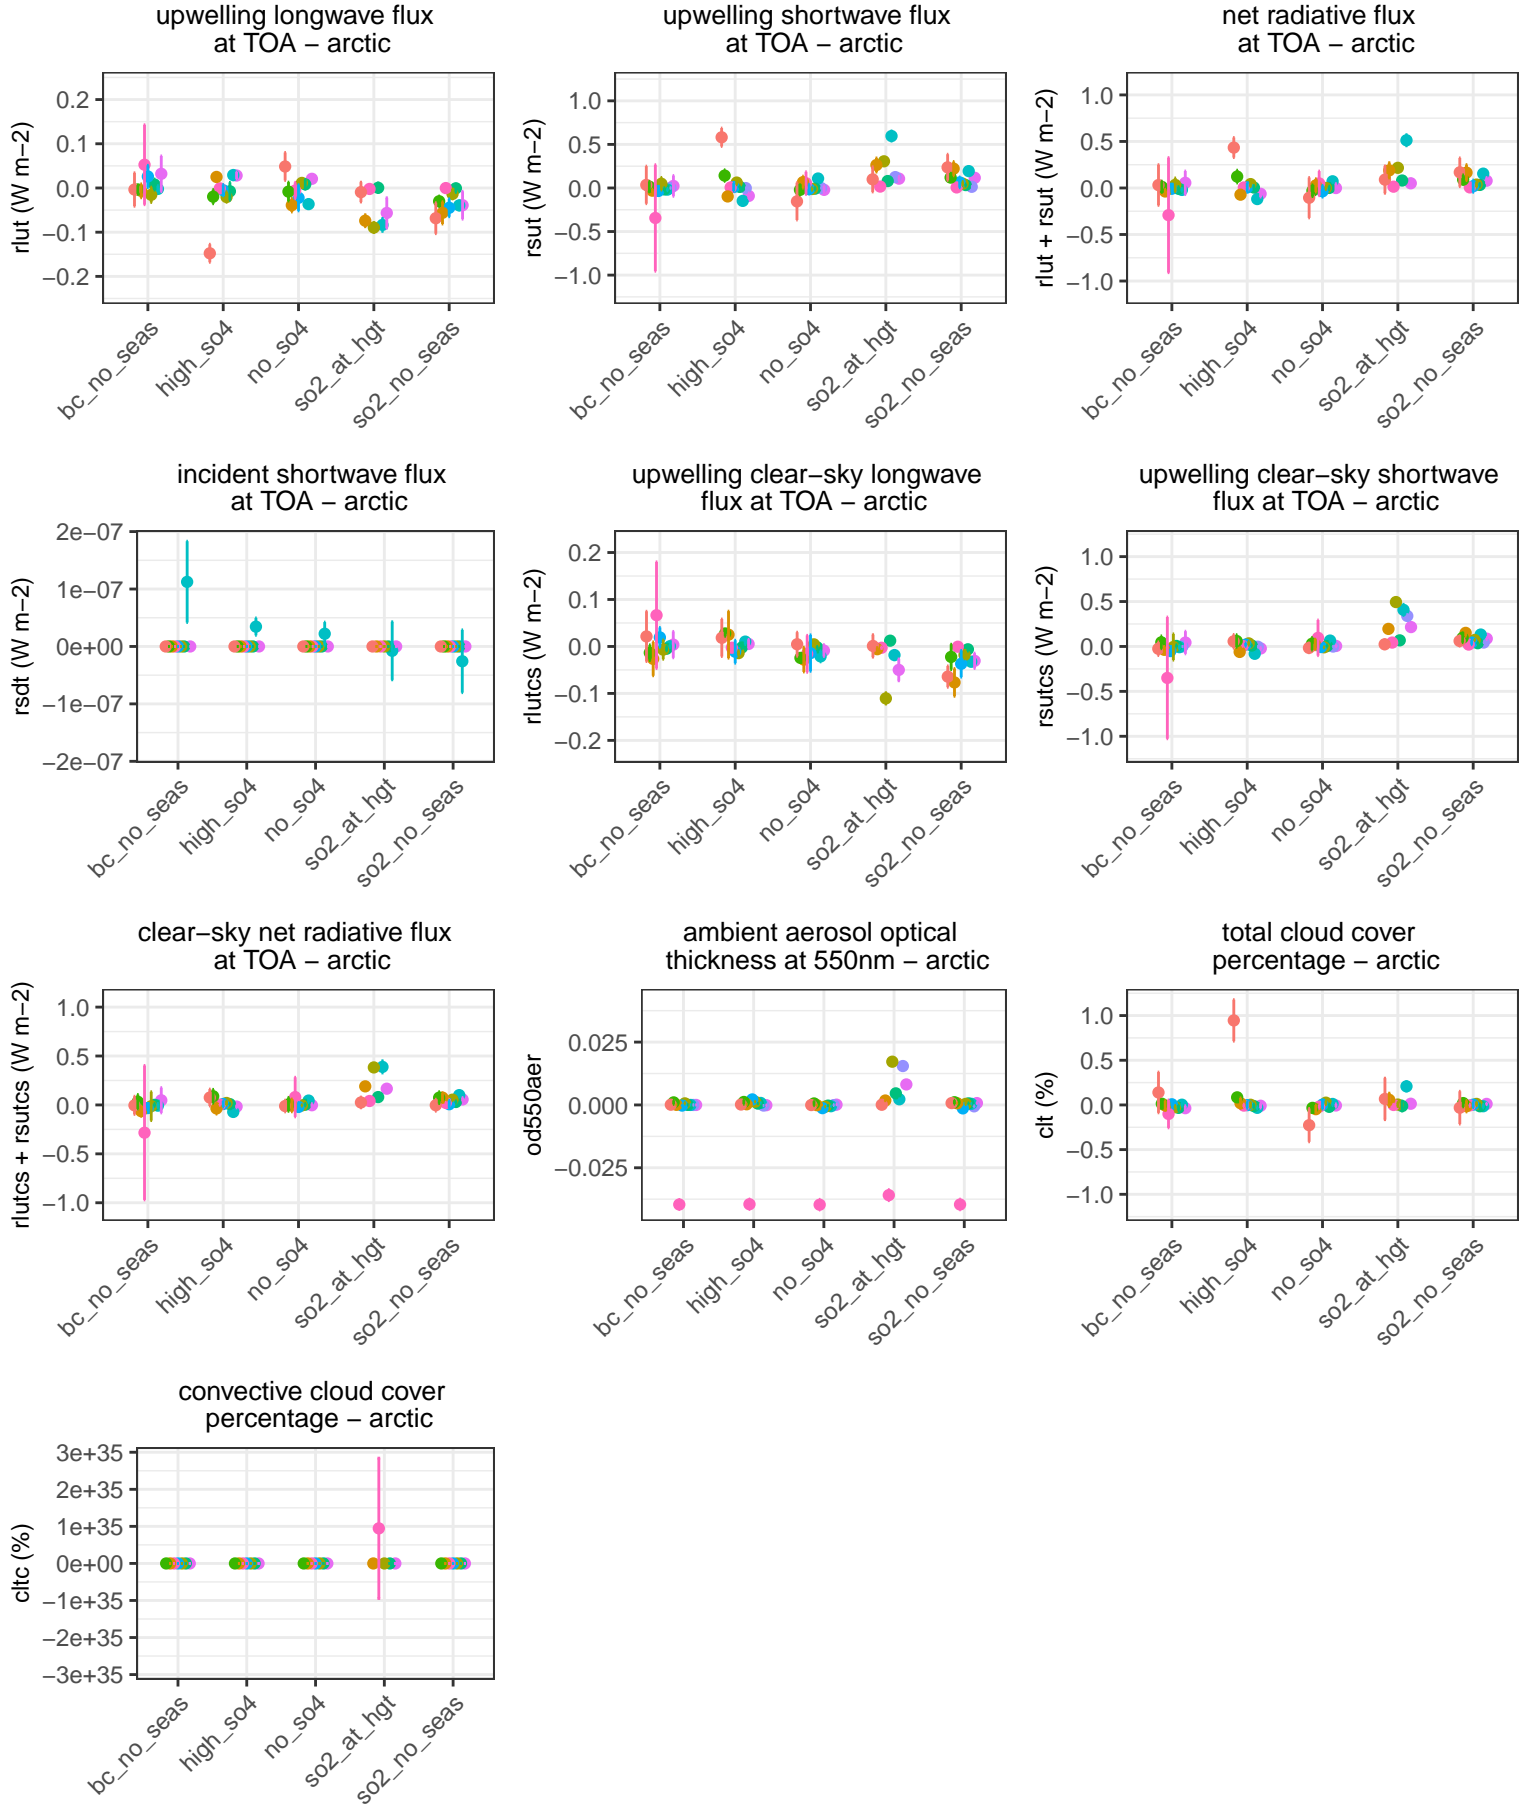 upwelling longwave flux
at TOA − arctic
rlut (W m−2)
0.2
0.1
0.0
−0.1
−0.2
bc_no_seas
high_so4
no_so4
so2_at_hgt
so2_no_seas
upwelling shortwave flux
at TOA − arctic
rsut (W m−2)
1.0
0.5
0.0
−0.5
−1.0
bc_no_seas
high_so4
no_so4
so2_at_hgt
so2_no_seas
net radiative flux
at TOA − arctic
rlut + rsut (W m−2)
1.0
0.5
0.0
−0.5
−1.0
bc_no_seas
high_so4
no_so4
so2_at_hgt
so2_no_seas
incident shortwave flux
at TOA − arctic
rsdt (W m−2)
2e−07
1e−07
0e+00
−1e−07
−2e−07
bc_no_seas
high_so4
no_so4
so2_at_hgt
so2_no_seas
upwelling clear−sky longwave
flux at TOA − arctic
rlutcs (W m−2)
0.2
0.1
0.0
−0.1
−0.2
bc_no_seas
high_so4
no_so4
so2_at_hgt
so2_no_seas
upwelling clear−sky shortwave
flux at TOA − arctic
rsutcs (W m−2)
1.0
0.5
0.0
−0.5
−1.0
bc_no_seas
high_so4
no_so4
so2_at_hgt
so2_no_seas
clear−sky net radiative flux
at TOA − arctic
rlutcs + rsutcs (W m−2)
1.0
0.5
0.0
−0.5
−1.0
bc_no_seas
high_so4
no_so4
so2_at_hgt
so2_no_seas
ambient aerosol optical
thickness at 550nm − arctic
od550aer
0.025
0.000
−0.025
bc_no_seas
high_so4
no_so4
so2_at_hgt
so2_no_seas
total cloud cover
percentage − arctic
clt (%)
1.0
0.5
0.0
−0.5
−1.0
bc_no_seas
high_so4
no_so4
so2_at_hgt
so2_no_seas
convective cloud cover
percentage − arctic
cltc (%)
3e+35
2e+35
1e+35
0e+00
−1e+35
−2e+35
−3e+35
bc_no_seas
high_so4
no_so4
so2_at_hgt
so2_no_seas